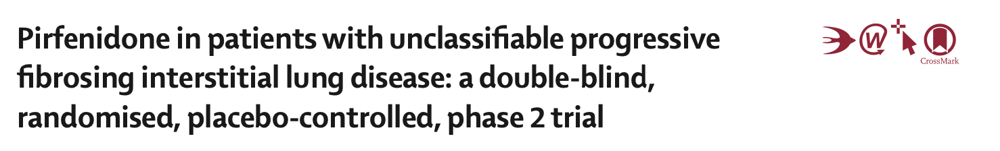 Pirfenidone in patients with unclassifiable progressive
fibrosing interstitial lung disease: a double-blind,
randomised, placebo-controlled, phase 2 trial
W
CrossMark